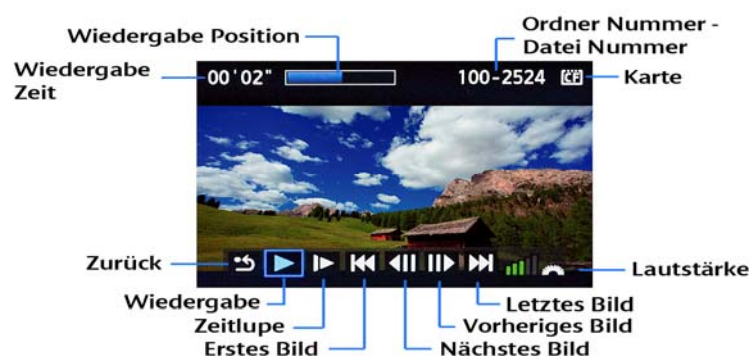 Wiedergabe Position
Ordner Nummer -
Datei Nummer
Wiedergabe
Zeit
00'02"
100-2524
CF
Karte
Zurück
Lautstärke
Wiedergabe
Letztes Bild
Zeitlupe
Vorheriges Bild
Erstes Bild
Nächstes Bild